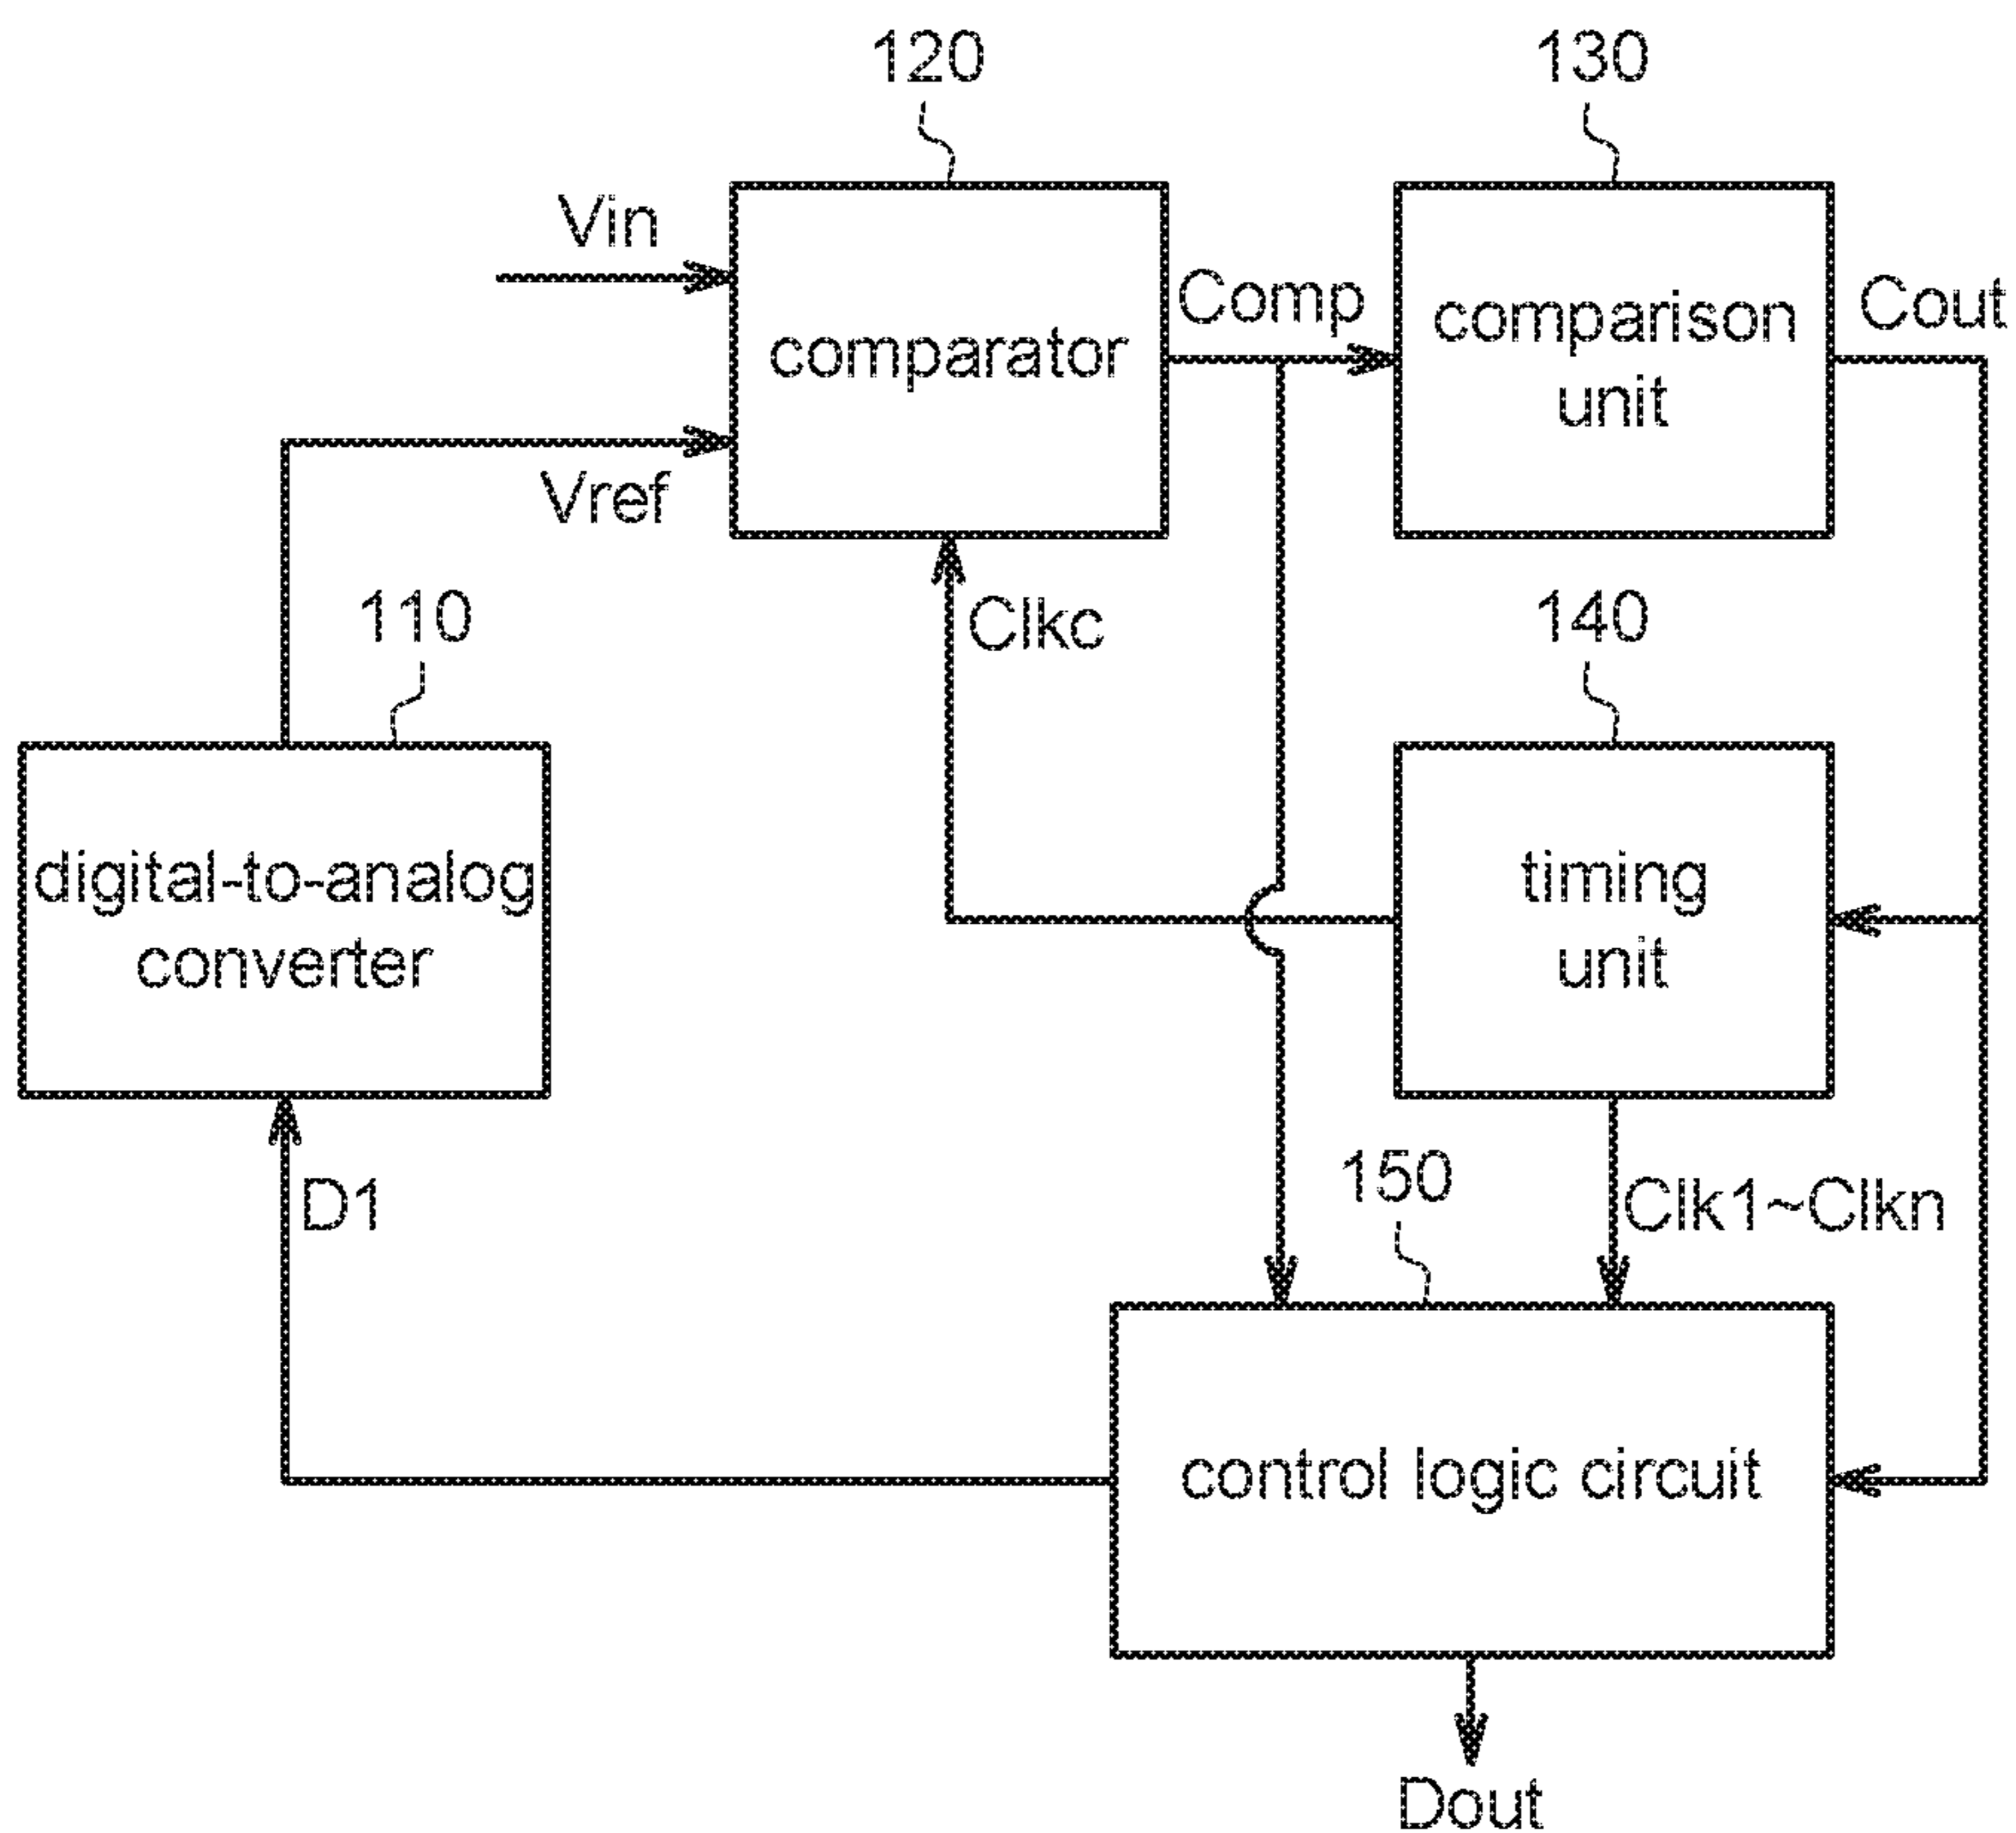 120
130
Vin
Comp
Cout
comparator
comparison
unit
Vref
110
Clkc
140
digital-to-analog
converter
timing
unit
D1
150
Clk1~Clkn
control logic circuit
Dout